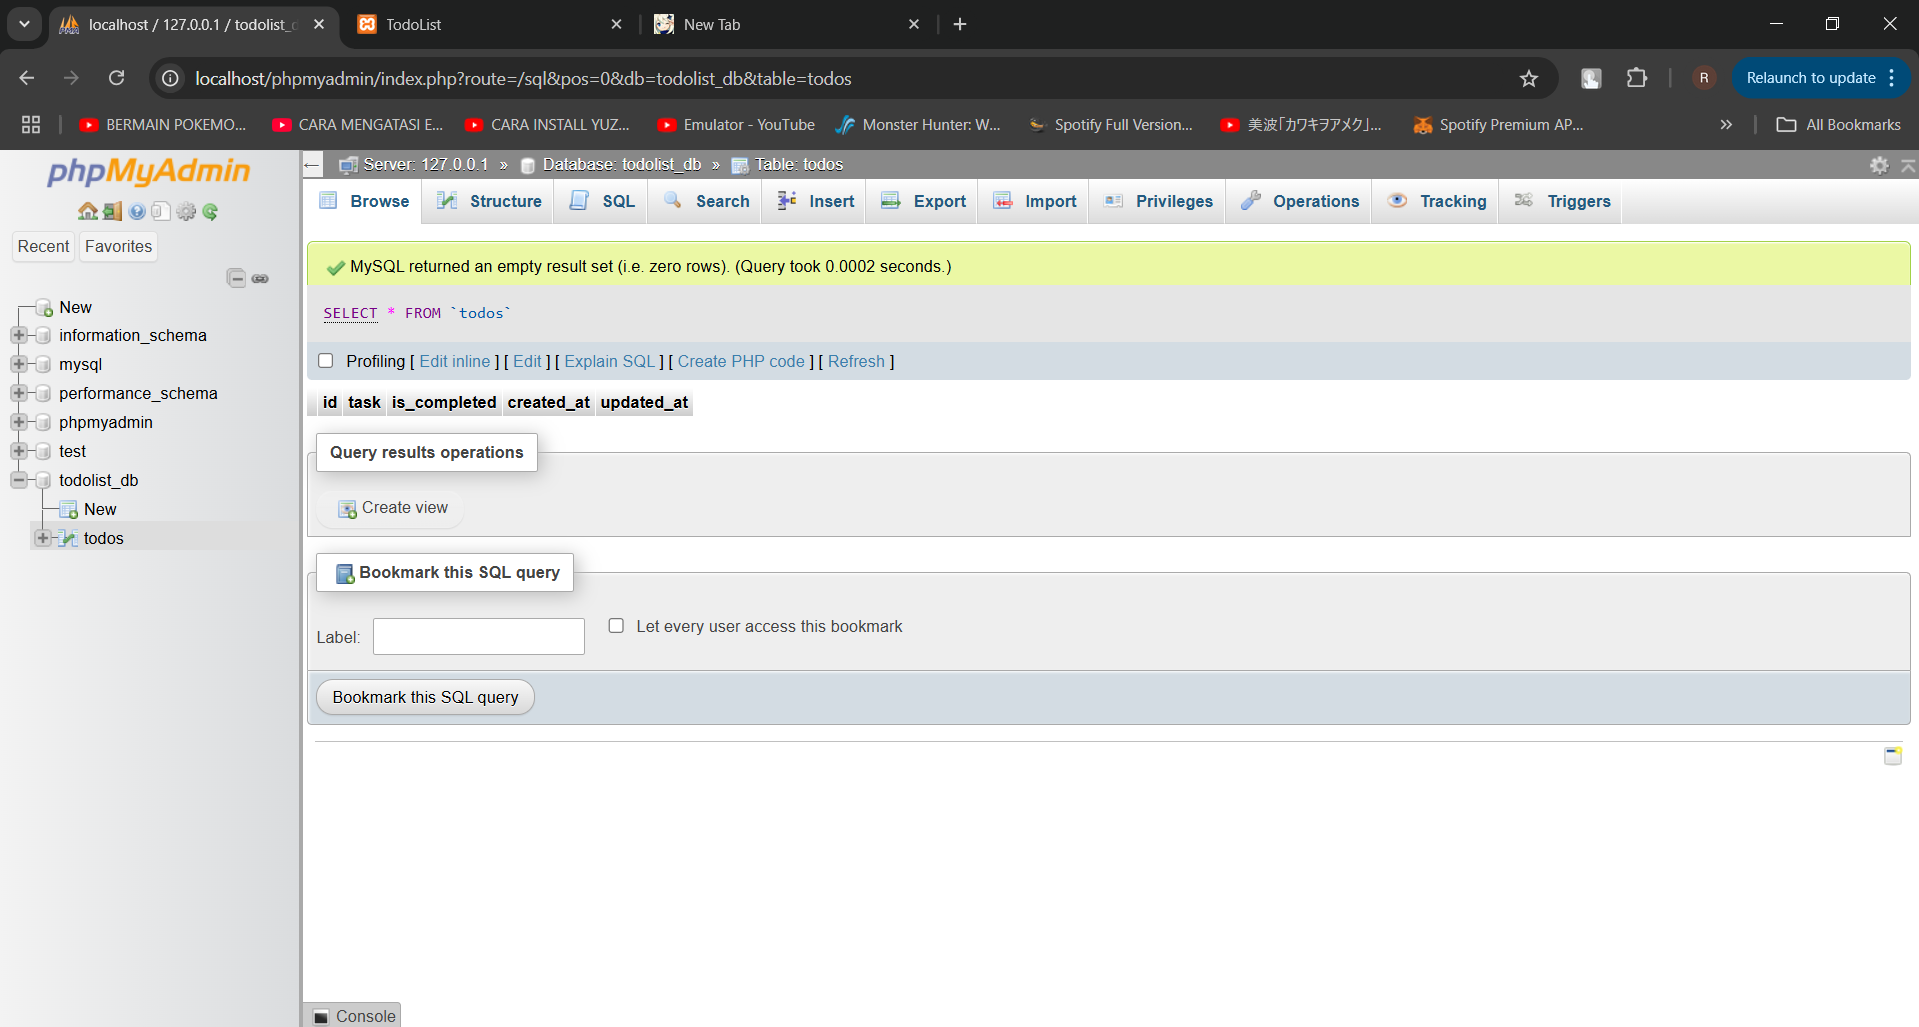 localhost / 127.0.0.1 / todolist_d
TodoList
New Tab
localhost/phpmyadmin/index.php?route=/sql&pos=0&db=todolist_db&table=todos
R
Relaunch to update
BERMAIN POKEMO...
CARA MENGATASI E...
CARA INSTALL YUZ...
Emulator - YouTube
Monster Hunter: W...
Spotify Full Version...
美波「カワキヲアメク」...
Spotify Premium AP...
»
All Bookmarks
phpMyAdmin
Recent
Favorites
New
information_schema
mysql
performance_schema
phpmyadmin
test
todolist_db
New
todos
Server: 127.0.0.1 » Database: todolist_db » Table: todos
Browse
Structure
SQL
Search
Insert
Export
Import
Privileges
Operations
Tracking
Triggers
MySQL returned an empty result set (i.e. zero rows). (Query took 0.0002 seconds.)
SELECT * FROM `todos`
Profiling [ Edit inline ] [ Edit ] [ Explain SQL ] [ Create PHP code ] [ Refresh ]
id task is_completed created_at updated_at
Query results operations
Create view
Bookmark this SQL query
Label:
Let every user access this bookmark
Bookmark this SQL query
Console